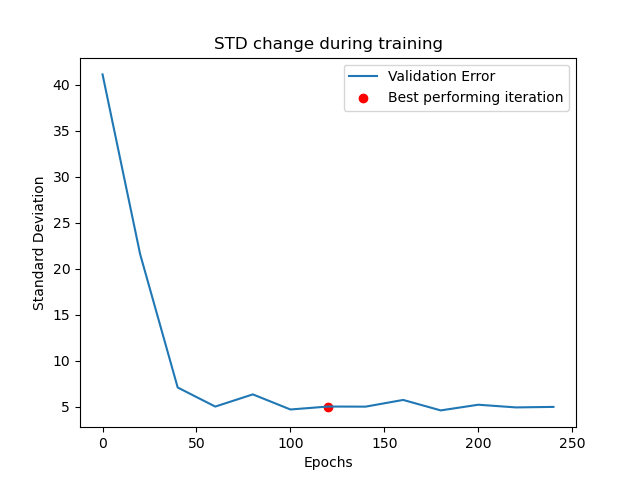 STD change during training
Validation Error
Best performing iteration
Standard Deviation
40
35
30
25
20
15
10
5
0
50
100
150
200
250
Epochs